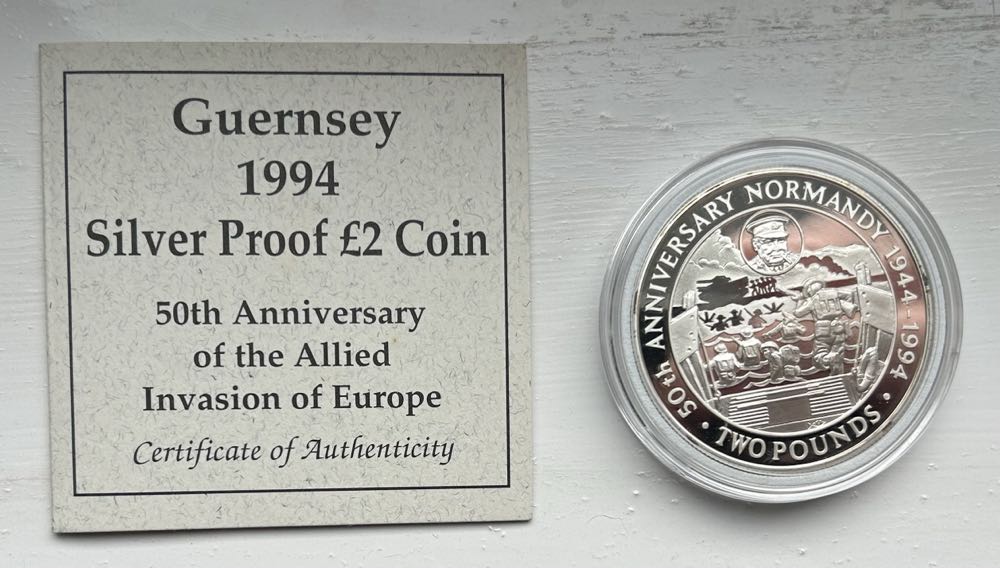 Guernsey
1994
Silver Proof £2 Coin
50th Anniversary
of the Allied
Invasion of Europe
Certificate of Authenticity
50th ANNIVERSARY NORMANDY 1944-1994
· TWO POUNDS ·